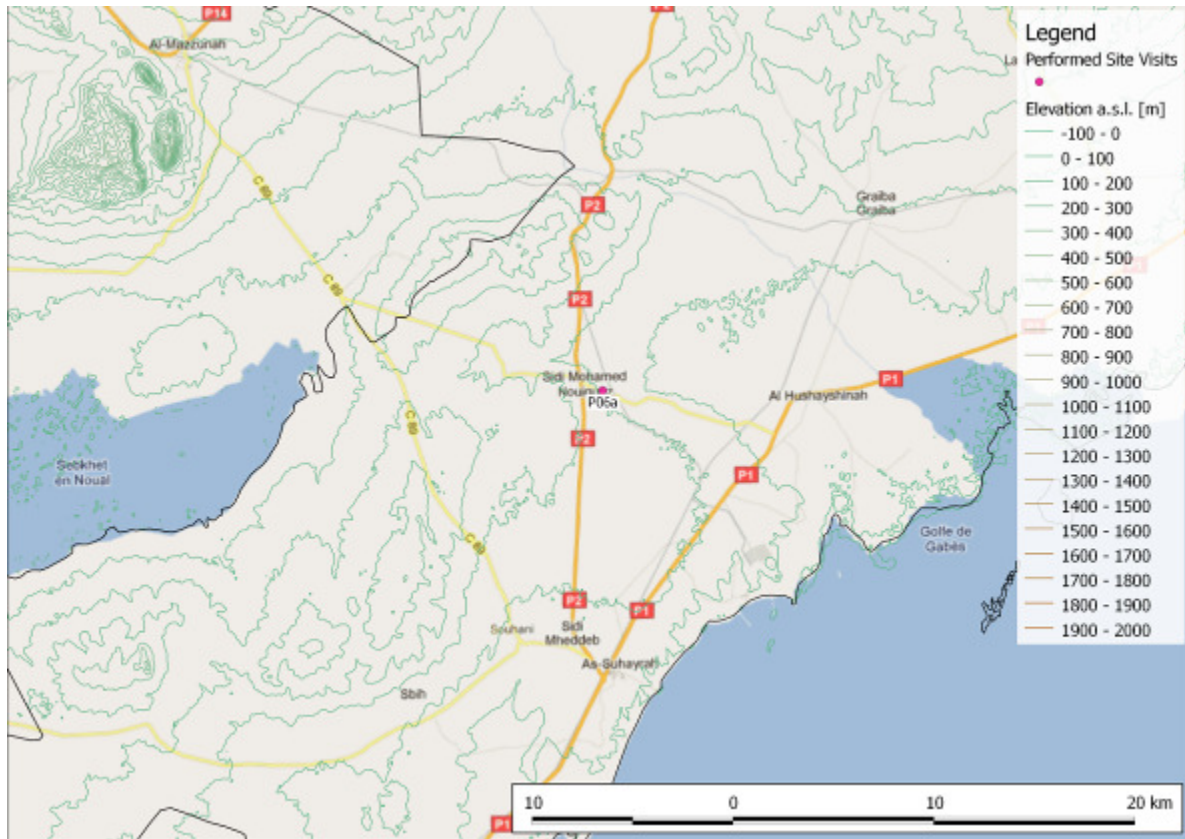 P14
Al-Mazzunah
P2
C 89
P2
Graiba
Graiba
P1
C 89
P2
P1
Sidi Mohamed
P06a
P1
Al Hushayshinah
C 89
P2
Sebkhet
en Noual
P1
C 89
Golfe de
Gabès
P2
P1
Souhani
Sidi
Mheddeb
As-Suhayrah
Sbih
P1
Legend
Performed Site Visits
Elevation a.s.l. [m]
-100 - 0
0 - 100
100 - 200
200 - 300
300 - 400
400 - 500
500 - 600
600 - 700
700 - 800
800 - 900
900 - 1000
1000 - 1100
1100 - 1200
1200 - 1300
1300 - 1400
1400 - 1500
1500 - 1600
1600 - 1700
1700 - 1800
1800 - 1900
1900 - 2000
10 0 10 20 km